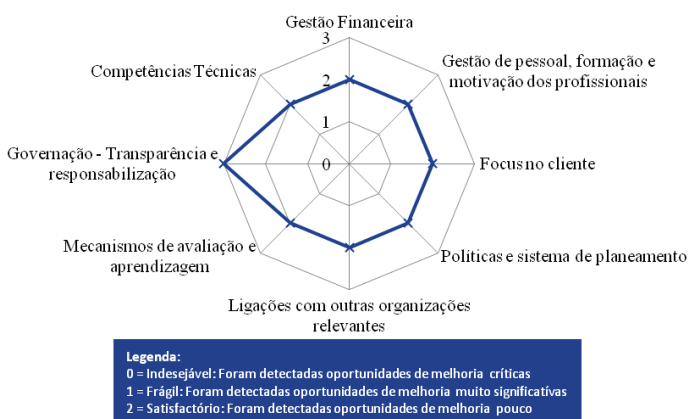 Gestão Financeira
3
Competências Técnicas
Gestão de pessoal, formação e
motivação dos profissionais
2
1
Governação - Transparência e
responsabilização
0
Focus no cliente
Mecanismos de avaliação e
aprendizagem
Políticas e sistema de planeamento
Ligações com outras organizações
relevantes
Legenda:
0 = Indesejável: Foram detectadas oportunidades de melhoria críticas
1 = Frágil: Foram detectadas oportunidades de melhoria muito significatívas
2 = Satisfactório: Foram detectadas oportunidades de melhoria pouco